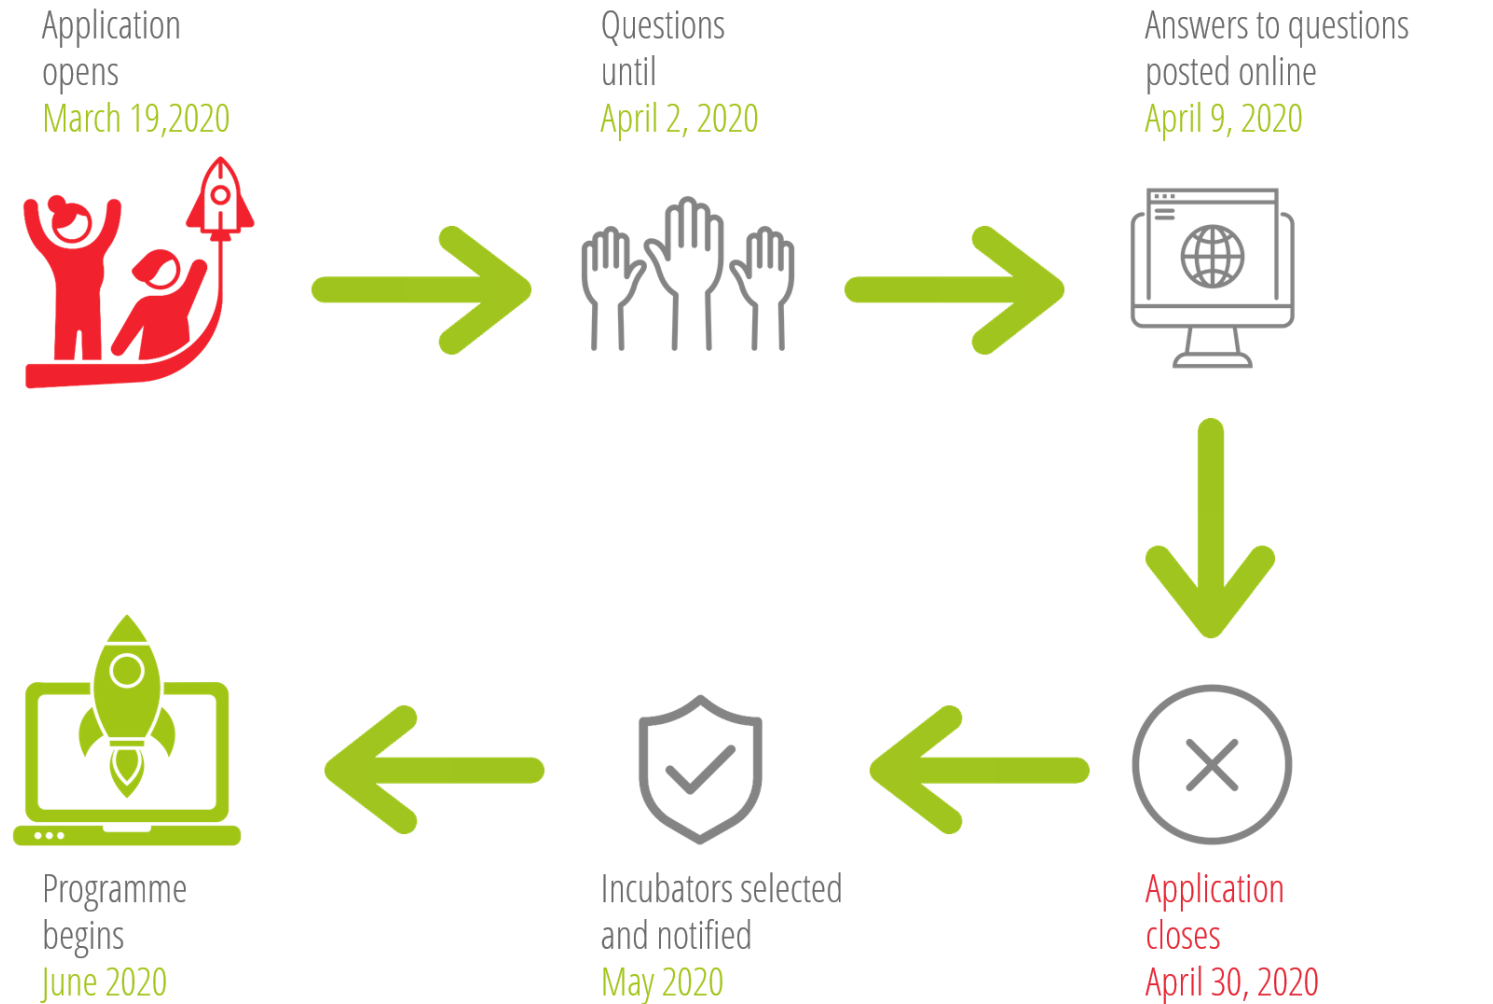 Application
opens
March 19,2020
Questions
until
April 2, 2020
Answers to questions
posted online
April 9, 2020
Application
closes
April 30, 2020
Incubators selected
and notified
May 2020
Programme
begins
June 2020